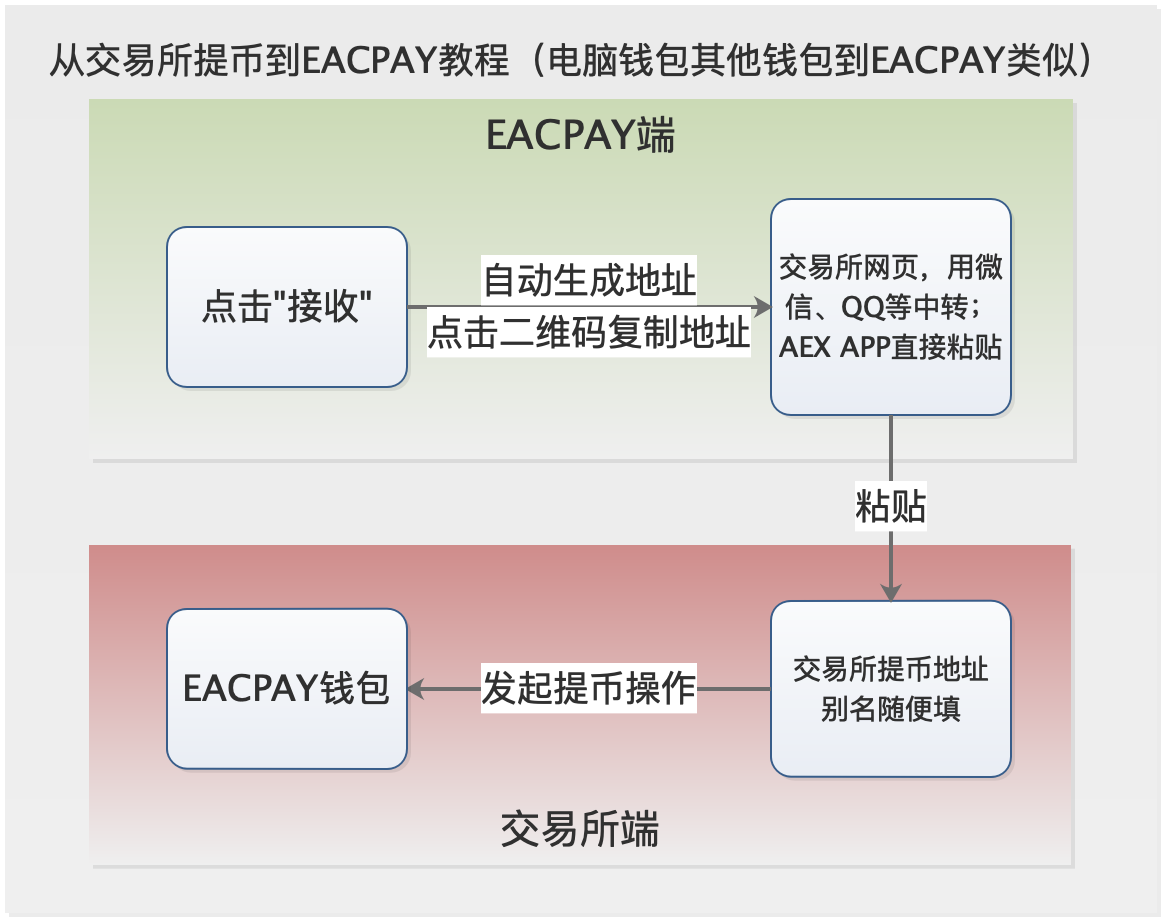 从交易所提币到EACPAY教程（电脑钱包其他钱包到EACPAY类似）
EACPAY端
点击"接收"
自动生成地址
点击二维码复制地址
交易所网页，用微
信、QQ等中转；
AEX APP直接粘贴
粘贴
交易所提币地址
别名随便填
发起提币操作
EACPAY钱包
交易所端